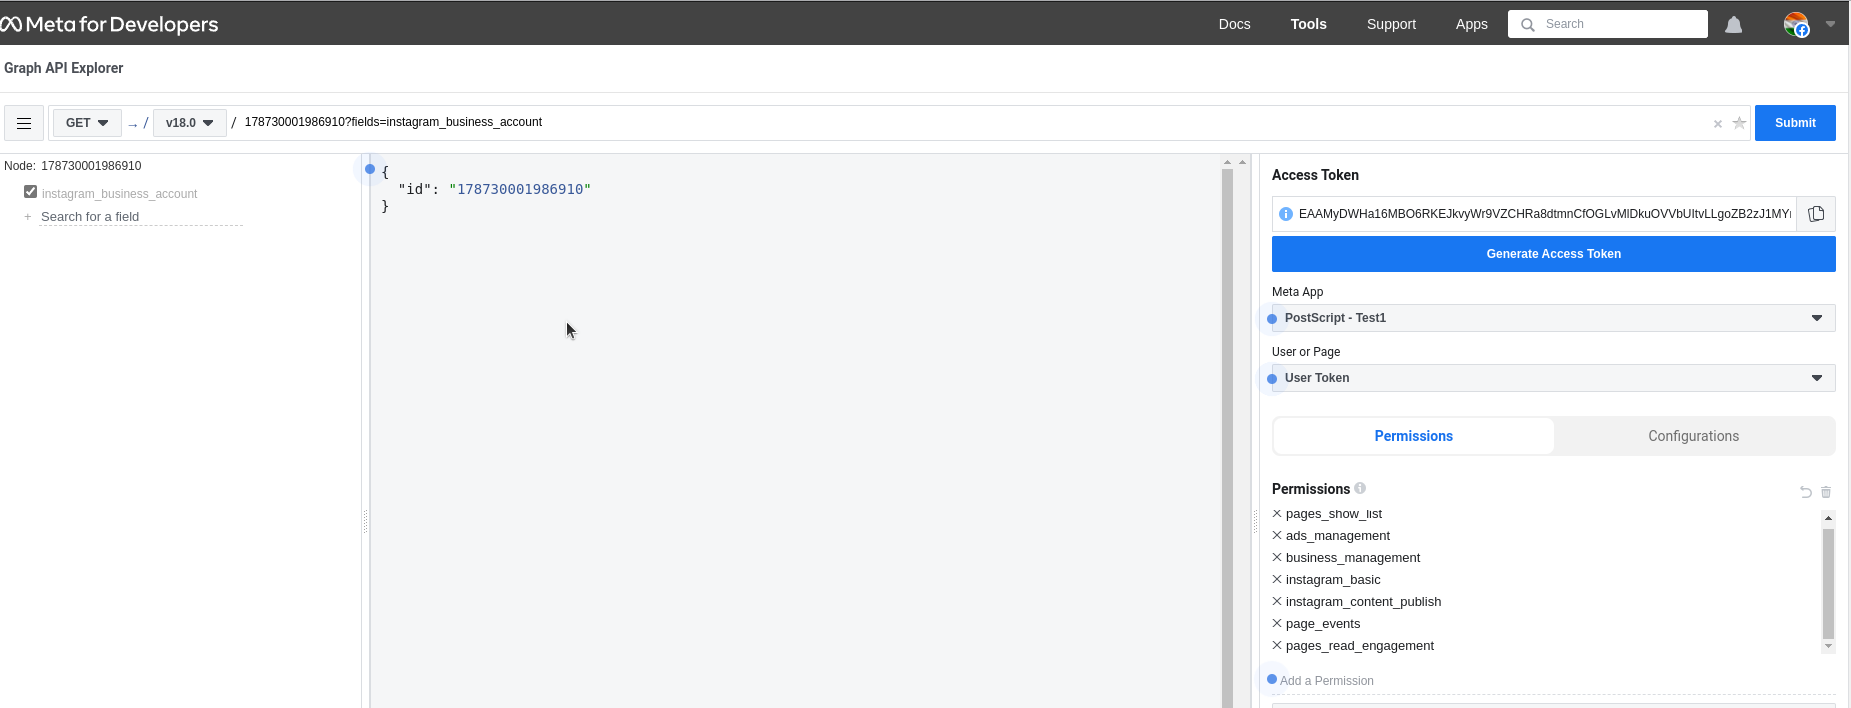 Meta for Developers
Docs
Tools
Support
Apps
Search
Graph API Explorer
GET
→ /
v18.0
/ 178730001986910?fields=instagram_business_account
Submit
Node: 178730001986910
instagram_business_account
+ Search for a field
{
"id": "178730001986910"
}
Access Token
Generate Access Token
Meta App
PostScript - Test1
User or Page
User Token
Permissions
Configurations
Permissions
pages_show_list
ads_management
business_management
instagram_basic
instagram_content_publish
page_events
pages_read_engagement
Add a Permission